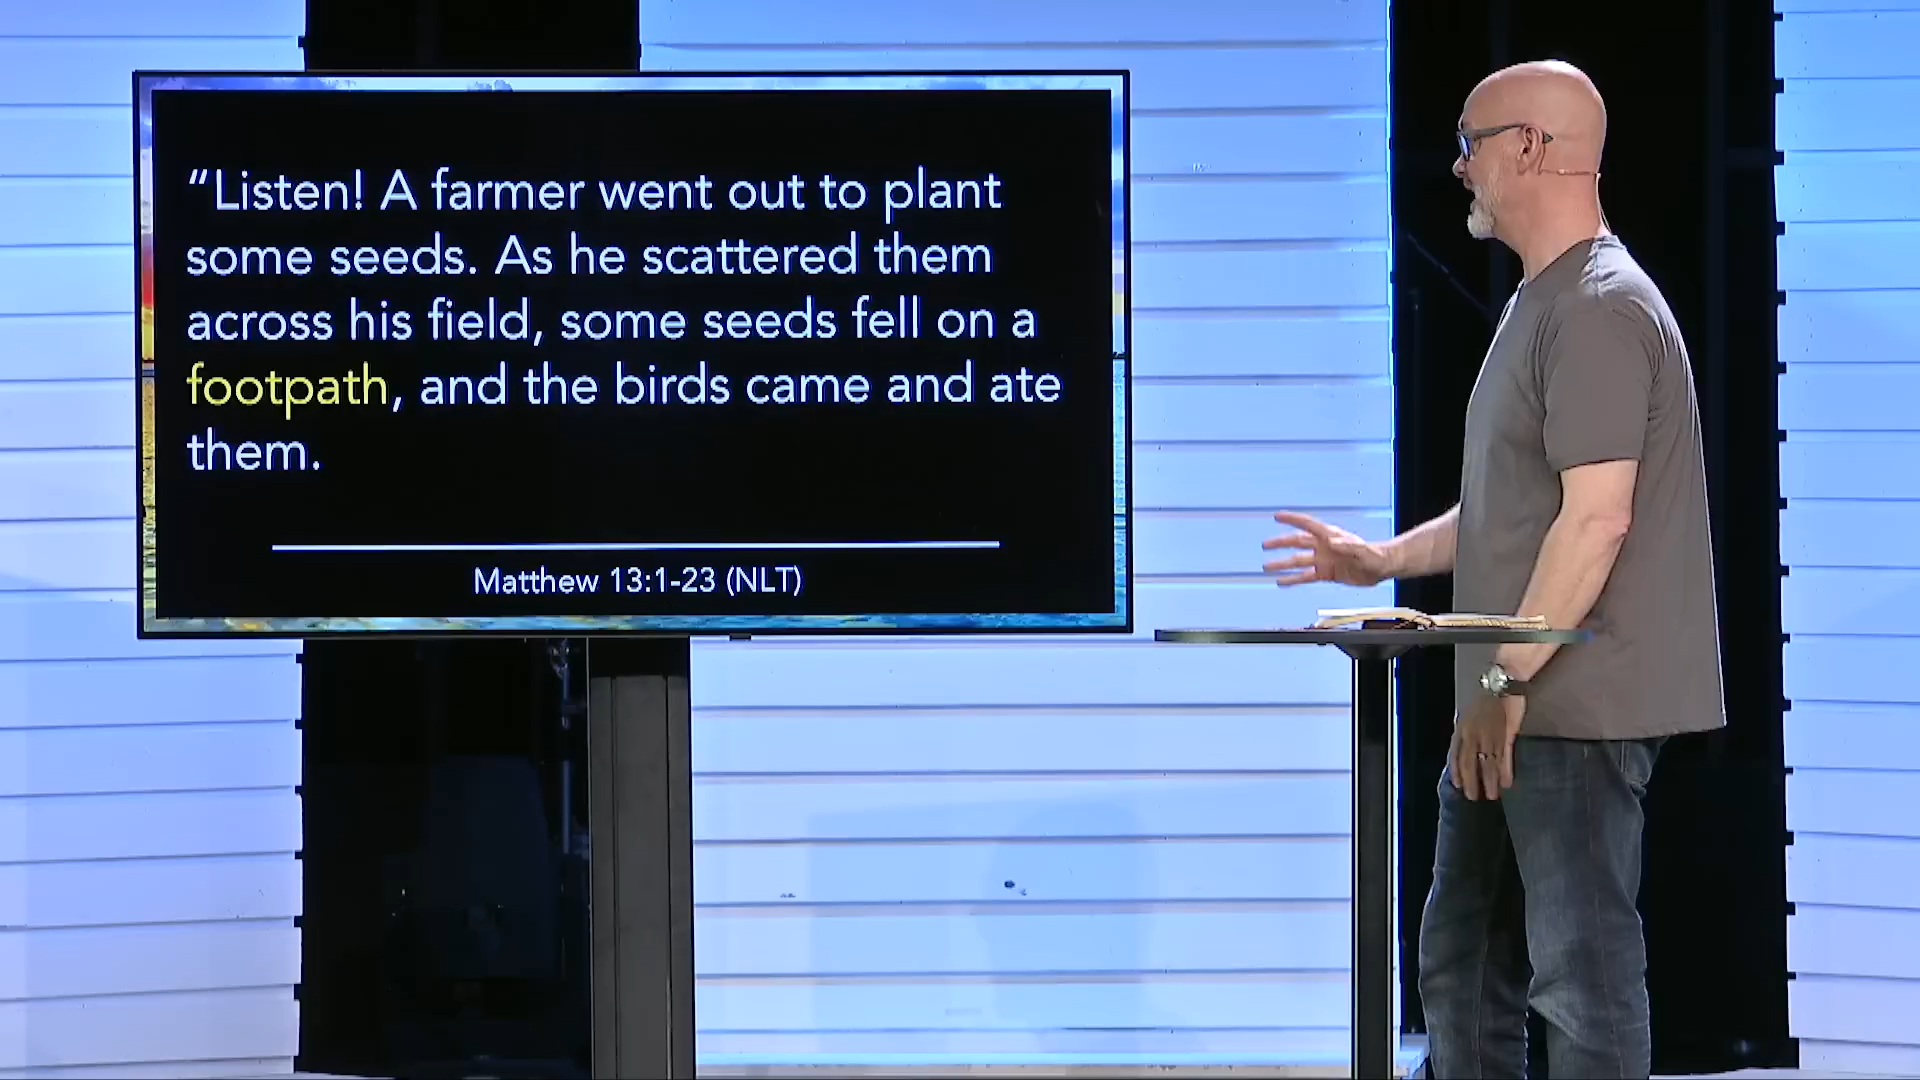 “Listen! A farmer went out to plant
some seeds. As he scattered them
across his field, some seeds fell on a
footpath, and the birds came and ate
them.
Matthew 13:1-23 (NLT)